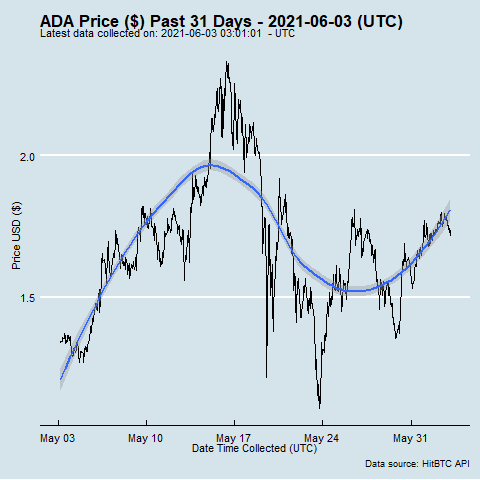 ADA Price ($) Past 31 Days - 2021-06-03 (UTC)
Latest data collected on: 2021-06-03 03:01:01 - UTC
Price USD ($)
2.0
1.5
May 03 May 10 May 17 May 24 May 31
Date Time Collected (UTC)
Data source: HitBTC API